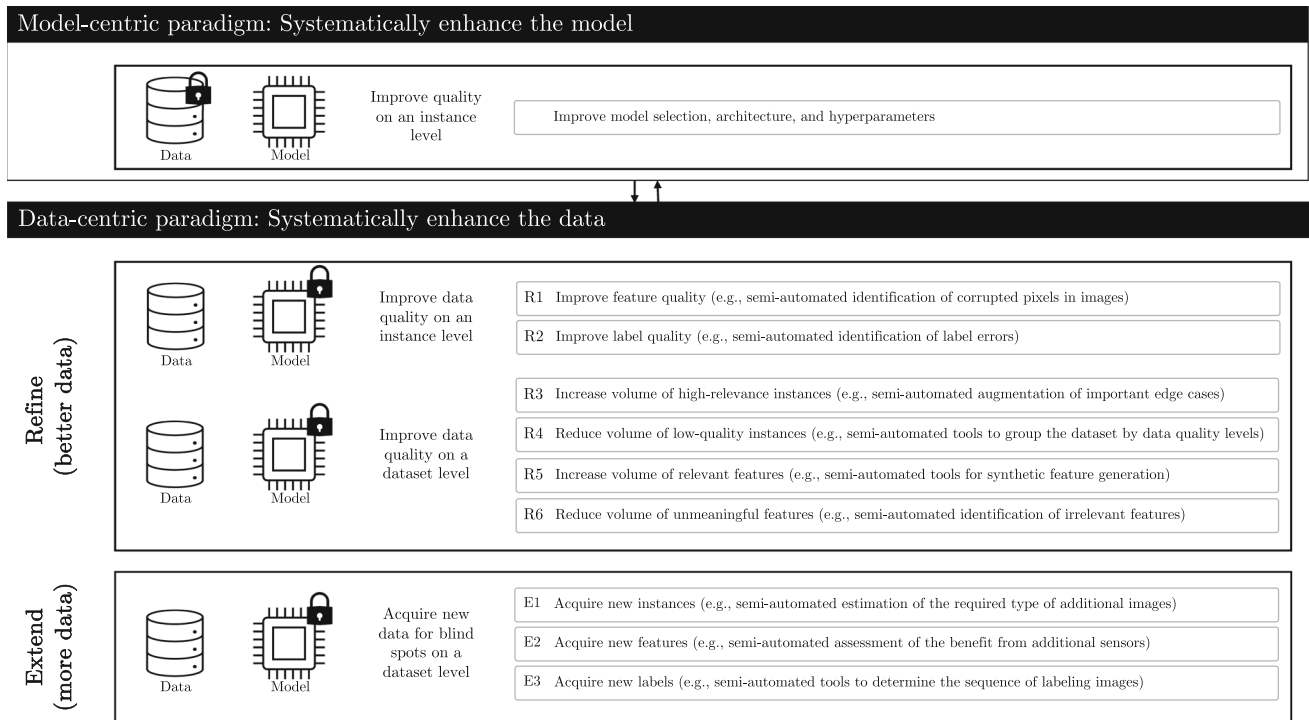 Model-centric paradigm: Systematically enhance the model
Improve quality
on an instance
level
Improve model selection, architecture, and hyperparameters
Data
Model
Data-centric paradigm: Systematically enhance the data
Refine
(better data)
Improve data
quality on an
instance level
R1 Improve feature quality (e.g., semi-automated identification of corrupted pixels in images)
R2 Improve label quality (e.g., semi-automated identification of label errors)
Data
Model
Improve data
quality on a
dataset level
R3 Increase volume of high-relevance instances (e.g., semi-automated augmentation of important edge cases)
R4 Reduce volume of low-quality instances (e.g., semi-automated tools to group the dataset by data quality levels)
R5 Increase volume of relevant features (e.g., semi-automated tools for synthetic feature generation)
R6 Reduce volume of unmeaningful features (e.g., semi-automated identification of irrelevant features)
Data
Model
Extend
(more data)
Acquire new
data for blind
spots on a
dataset level
E1 Acquire new instances (e.g., semi-automated estimation of the required type of additional images)
E2 Acquire new features (e.g., semi-automated assessment of the benefit from additional sensors)
E3 Acquire new labels (e.g., semi-automated tools to determine the sequence of labeling images)
Data
Model